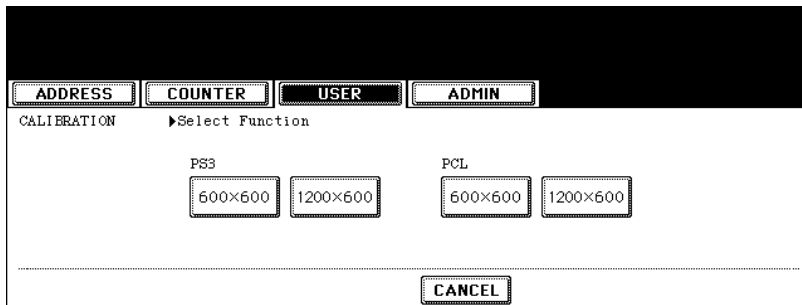 ADDRESS COUNTER USER ADMIN
CALIBRATION ▶Select Function
PS3 PCL
600×600 1200×600 600×600 1200×600
CANCEL